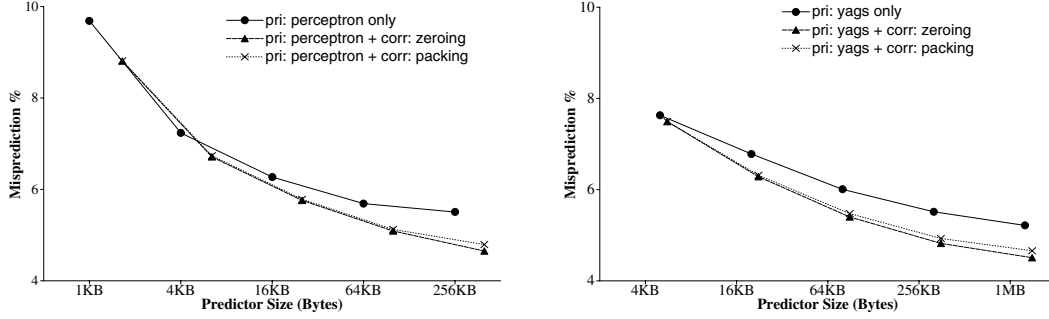 10
8
6
4
Misprediction %
pri: perceptron only
pri: perceptron + corr: zeroing
pri: perceptron + corr: packing
1KB 4KB 16KB 64KB 256KB
Predictor Size (Bytes)
10
8
6
4
Misprediction %
pri: yags only
pri: yags + corr: zeroing
pri: yags + corr: packing
4KB 16KB 64KB 256KB 1MB
Predictor Size (Bytes)